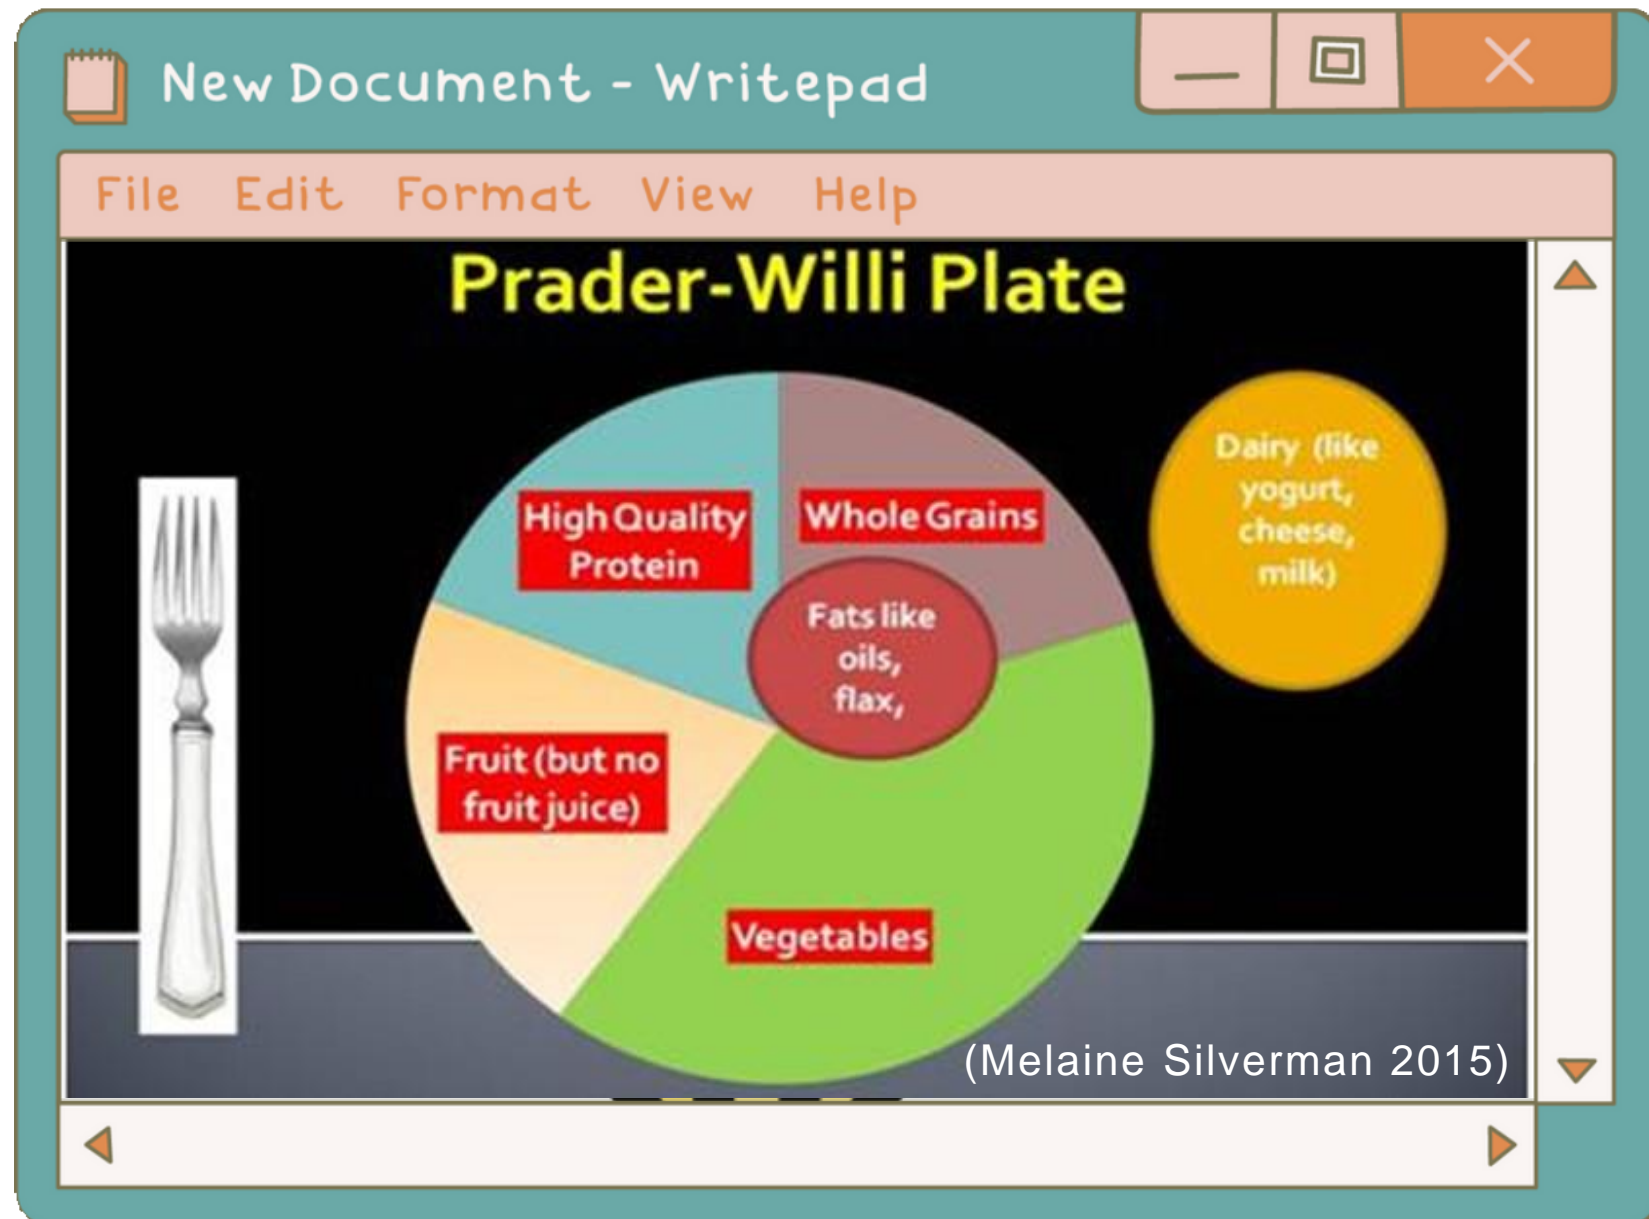 New Document - Writepad
File Edit Format View Help
Prader-Willi Plate
High Quality
Protein
Whole Grains
Dairy (like
yogurt,
cheese,
milk)
Fats like
oils,
flax,
Fruit (but no
fruit juice)
Vegetables
(Melaine Silverman 2015)